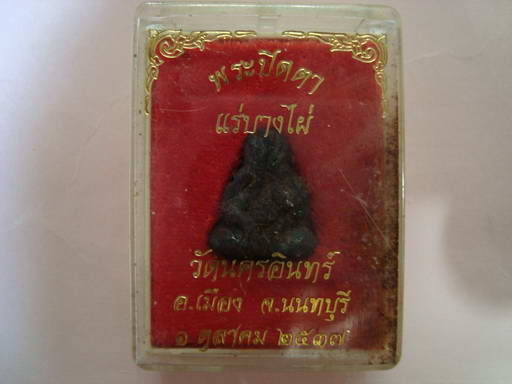 พระปิดตา
แร่บางไผ่
วัดนครอินทร์
อ.เมือง จ.นนทบุรี
๑ ตุลาคม ๒๕๓๗